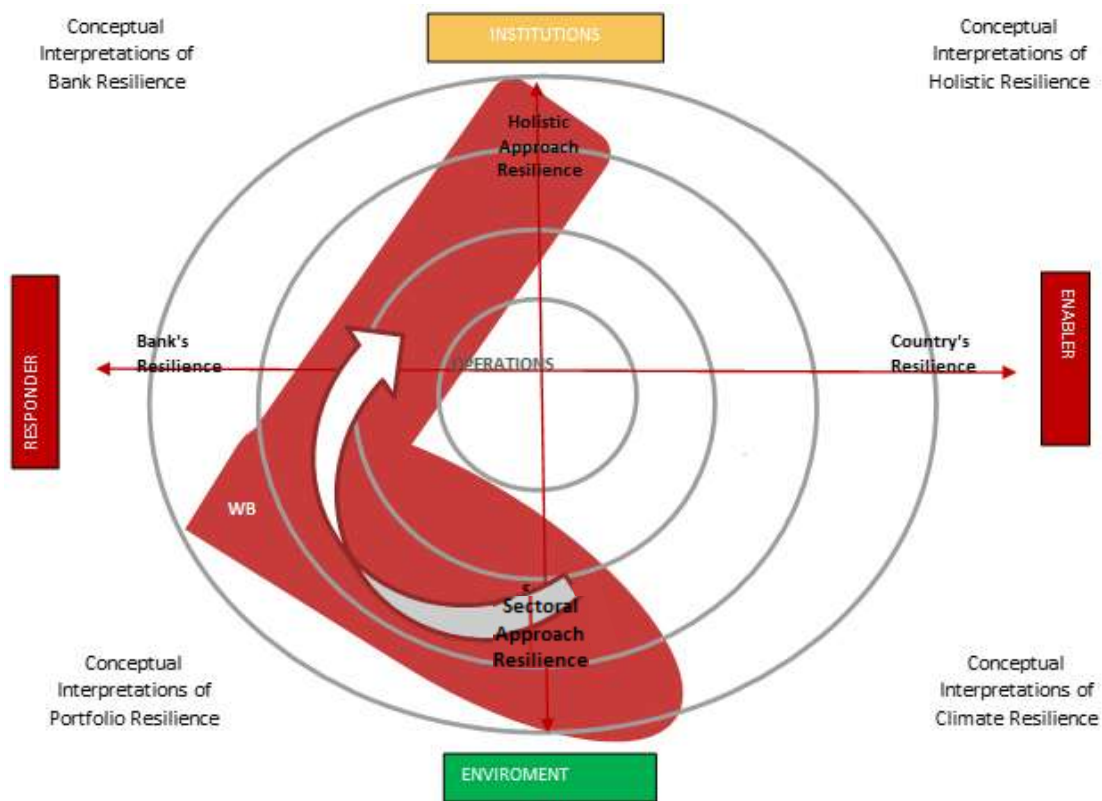 Conceptual
Interpretations of
Bank Resilience
INSTITUTIONS
Conceptual
Interpretations of
Holistic Resilience
Holistic
Approach
Resilience
RESPONDER
Bank's
Resilience
OPERATIONS
Country's
Resilience
ENABLER
WB
s
Sectoral
Approach
Resilience
Conceptual
Interpretations of
Portfolio Resilience
Conceptual
Interpretations of
Climate Resilience
ENVIROMENT